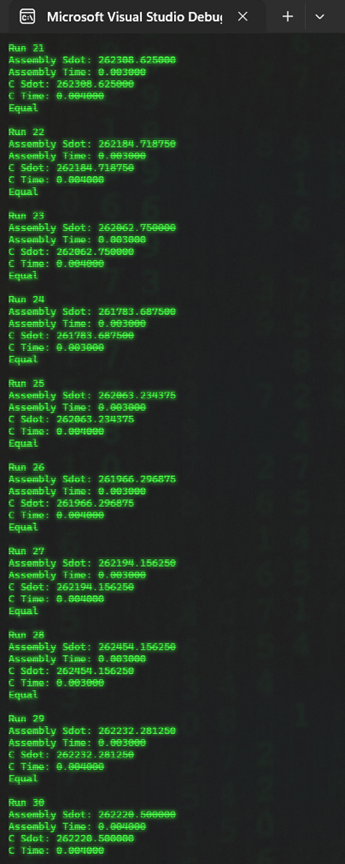 Microsoft Visual Studio Debug
Run 21
Assembly Sdot: 262308.625000
Assembly Time: 0.003000
C Sdot: 262308.625000
C Time: 0.004000
Equal
Run 22
Assembly Sdot: 262184.718750
Assembly Time: 0.003000
C Sdot: 262184.718750
C Time: 0.004000
Equal
Run 23
Assembly Sdot: 262062.750000
Assembly Time: 0.003000
C Sdot: 262062.750000
C Time: 0.004000
Equal
Run 24
Assembly Sdot: 261783.687500
Assembly Time: 0.003000
C Sdot: 261783.687500
C Time: 0.003000
Equal
Run 25
Assembly Sdot: 262063.234375
Assembly Time: 0.003000
C Sdot: 262063.234375
C Time: 0.004000
Equal
Run 26
Assembly Sdot: 261966.296875
Assembly Time: 0.003000
C Sdot: 261966.296875
C Time: 0.004000
Equal
Run 27
Assembly Sdot: 262194.156250
Assembly Time: 0.003000
C Sdot: 262194.156250
C Time: 0.004000
Equal
Run 28
Assembly Sdot: 262454.156250
Assembly Time: 0.003000
C Sdot: 262454.156250
C Time: 0.003000
Equal
Run 29
Assembly Sdot: 262232.281250
Assembly Time: 0.003000
C Sdot: 262232.281250
C Time: 0.004000
Equal
Run 30
Assembly Sdot: 262220.500000
Assembly Time: 0.004000
C Sdot: 262220.500000
C Time: 0.004000